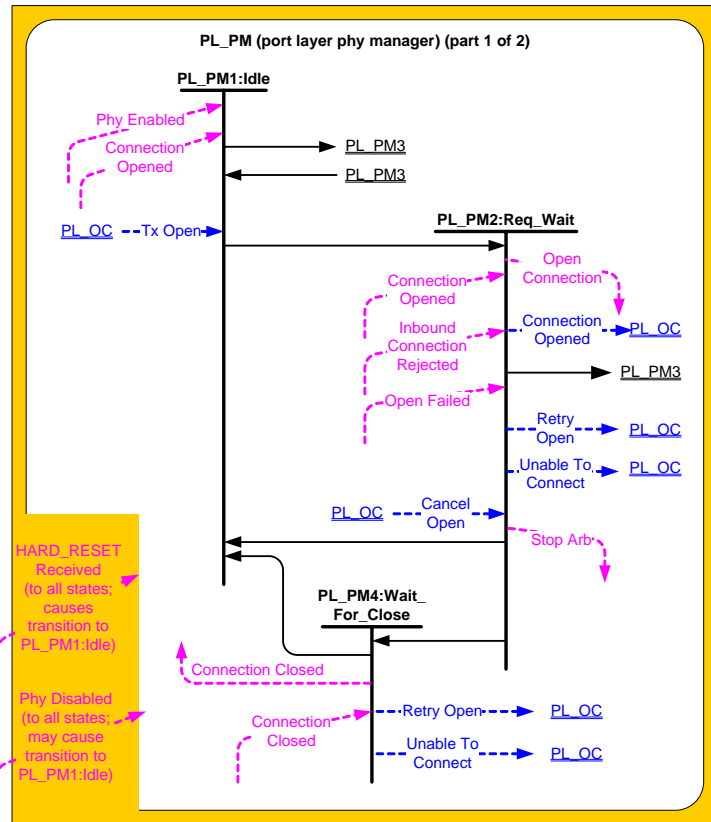 PL_PM (port layer phy manager) (part 1 of 2)
PL_PM1:Idle
Phy Enabled
Connection
Opened
PL_PM3
PL_PM3
PL_OC
Tx Open
PL_PM2:Req_Wait
Open
Connection
Connection
Opened
Inbound
Connection
Rejected
Connection
Opened
PL_OC
PL_PM3
Open Failed
Retry
Open
PL_OC
Unable To
Connect
PL_OC
PL_OC
Cancel
Open
Stop Arb
HARD_RESET
Received
(to all states;
causes
transition to
PL_PM1:Idle)
PL_PM4:Wait_
For_Close
Connection Closed
Phy Disabled
(to all states;
may cause
transition to
PL_PM1:Idle)
Connection
Closed
Retry Open
PL_OC
Unable To
Connect
PL_OC